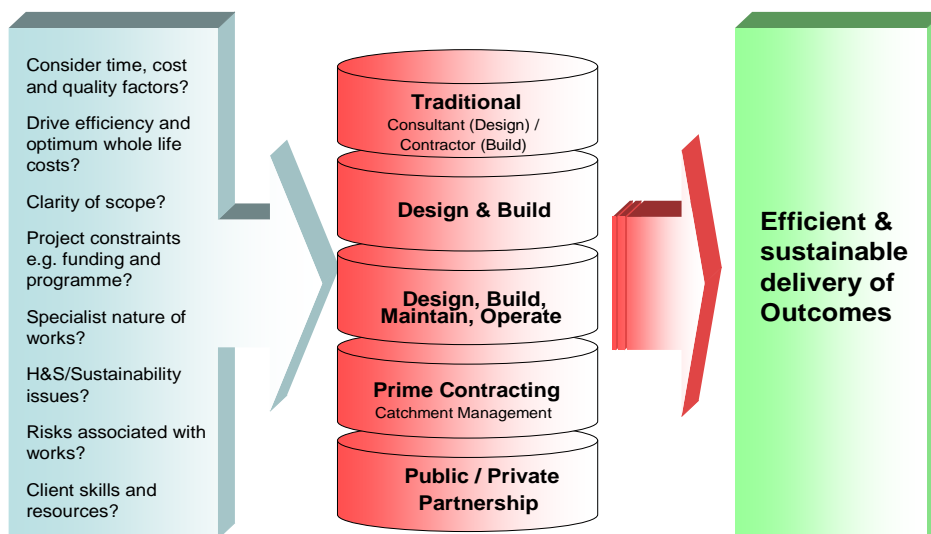 Consider time, cost
and quality factors?
Drive efficiency and
optimum whole life
costs?
Clarity of scope?
Project constraints
e.g. funding and
programme?
Specialist nature of
works?
H&S/Sustainability
issues?
Risks associated with
works?
Client skills and
resources?
Traditional
Consultant (Design) /
Contractor (Build)
Design & Build
Design, Build,
Maintain, Operate
Prime Contracting
Catchment Management
Public / Private
Partnership
Efficient &
sustainable
delivery of
Outcomes